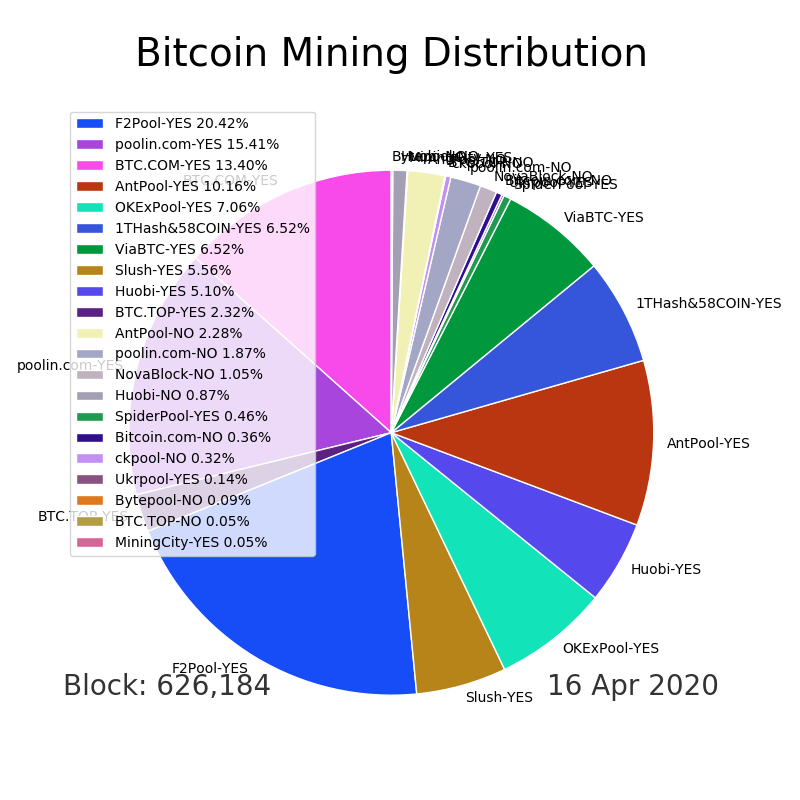 Bitcoin Mining Distribution
F2Pool-YES 20.42%
poolin.com-YES 15.41%
BTC.COM-YES 13.40%
AntPool-YES 10.16%
OKExPool-YES 7.06%
1THash&58COIN-YES 6.52%
ViaBTC-YES 6.52%
Slush-YES 5.56%
Huobi-YES 5.10%
BTC.TOP-YES 2.32%
AntPool-NO 2.28%
poolin.com-NO 1.87%
NovaBlock-NO 1.05%
Huobi-NO 0.87%
SpiderPool-YES 0.46%
Bitcoin.com-NO 0.36%
ckpool-NO 0.32%
Ukrpool-YES 0.14%
Bytepool-NO 0.09%
BTC.TOP-NO 0.05%
MiningCity-YES 0.05%
poolin.com-NO
NovaBlock-NO
SpiderPool-YES
BTC.COM-YES
ViaBTC-YES
1THash&58COIN-YES
poolin.com-YES
AntPool-YES
BTC.TOP-YES
Huobi-YES
OKExPool-YES
F2Pool-YES
Slush-YES
Block: 626,184
16 Apr 2020